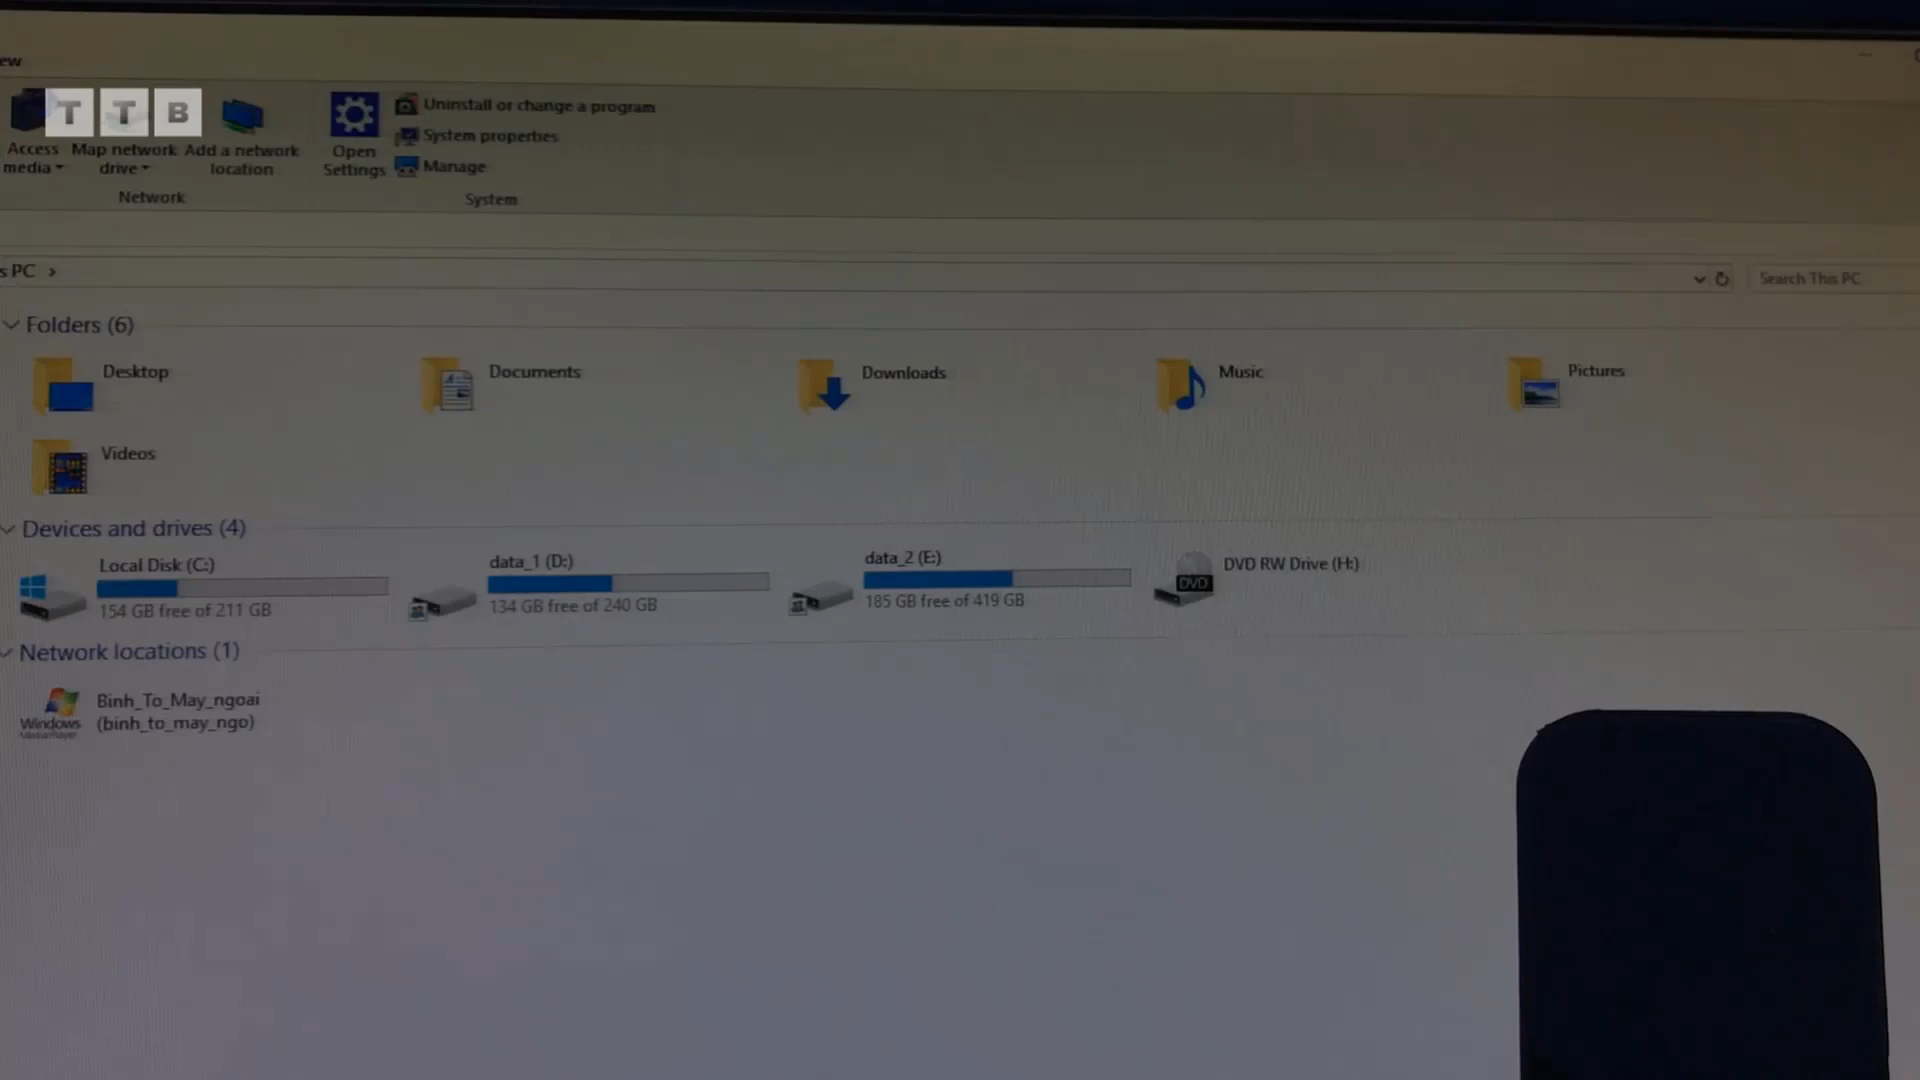 ew
T T B
Access media
Map network drive
Add a network location
Open Settings
Uninstall or change a program
System properties
Manage
Network
System
s PC >
Search This PC
Folders (6)
Desktop
Documents
Downloads
Music
Pictures
Videos
Devices and drives (4)
Local Disk (C:)
154 GB free of 211 GB
data_1 (D:)
134 GB free of 240 GB
data_2 (E:)
185 GB free of 419 GB
DVD
DVD RW Drive (H:)
Network locations (1)
Windows
MediaPlayer
Binh_To_May_ngoai
(binh_to_may_ngo)